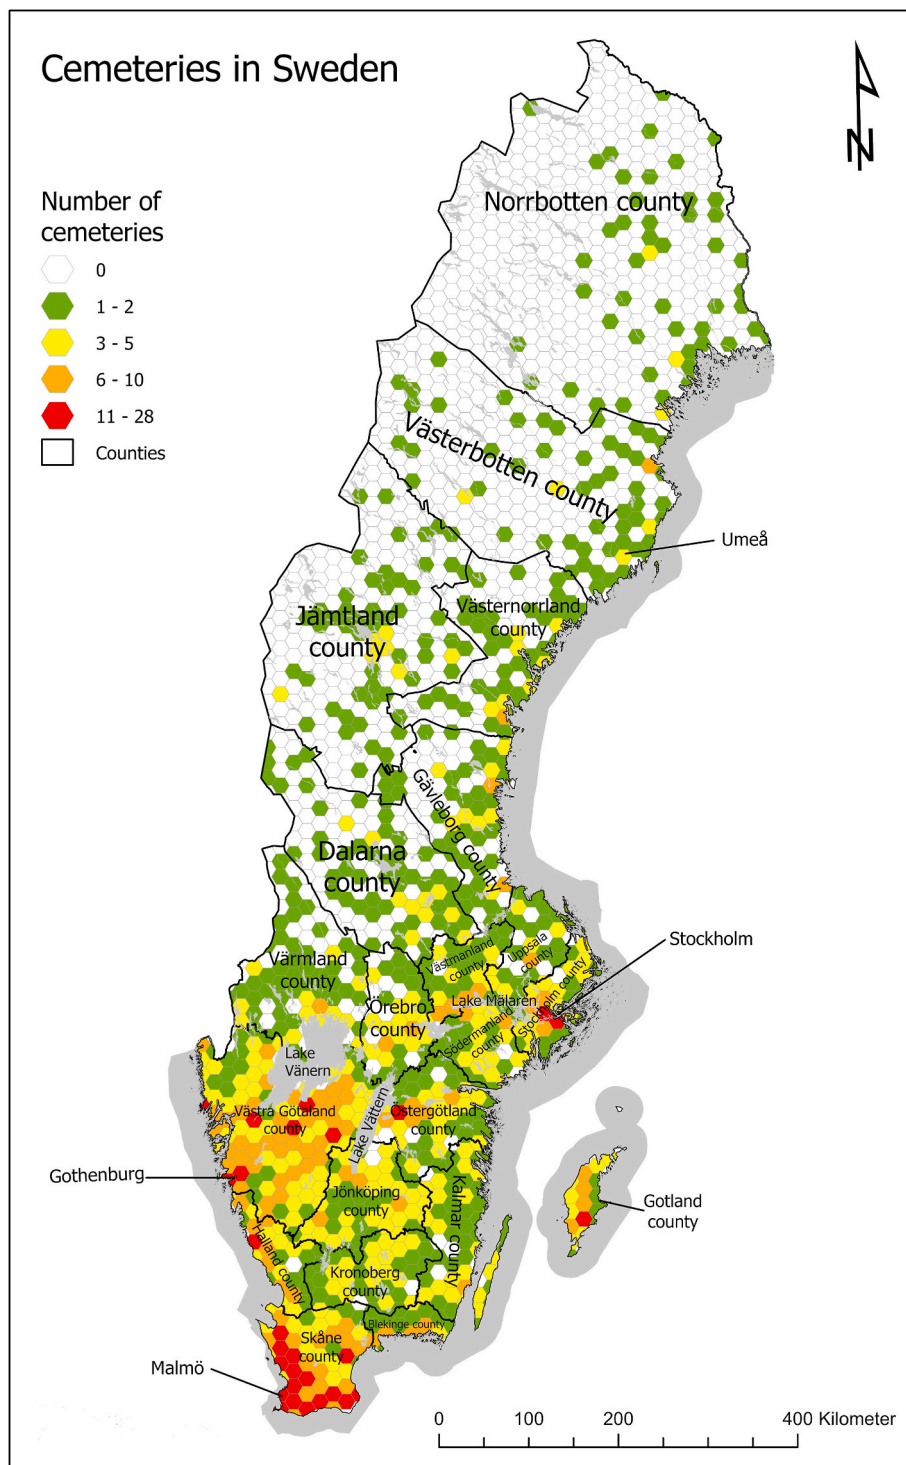 Cemeteries in Sweden
N
Number of
cemeteries
0
1 - 2
3 - 5
6 - 10
11 - 28
Counties
Norrbotten county
Västerbotten county
Umeå
Västernorrland
county
Jämtland
county
Gävleborg county
Dalarna
county
Stockholm
Uppsala
county
Västmanland
county
Värmland
county
Stockholm county
Lake Mälaren
Örebro
county
Södermanland
county
Lake
Vänern
Lake Vättern
Västra Götaland
county
Östergötland
county
Gothenburg
Jönköping
county
Kalmar county
Gotland
county
Halland county
Kronoberg
county
Blekinge county
Skåne
county
Malmö
0 100 200 400 Kilometer